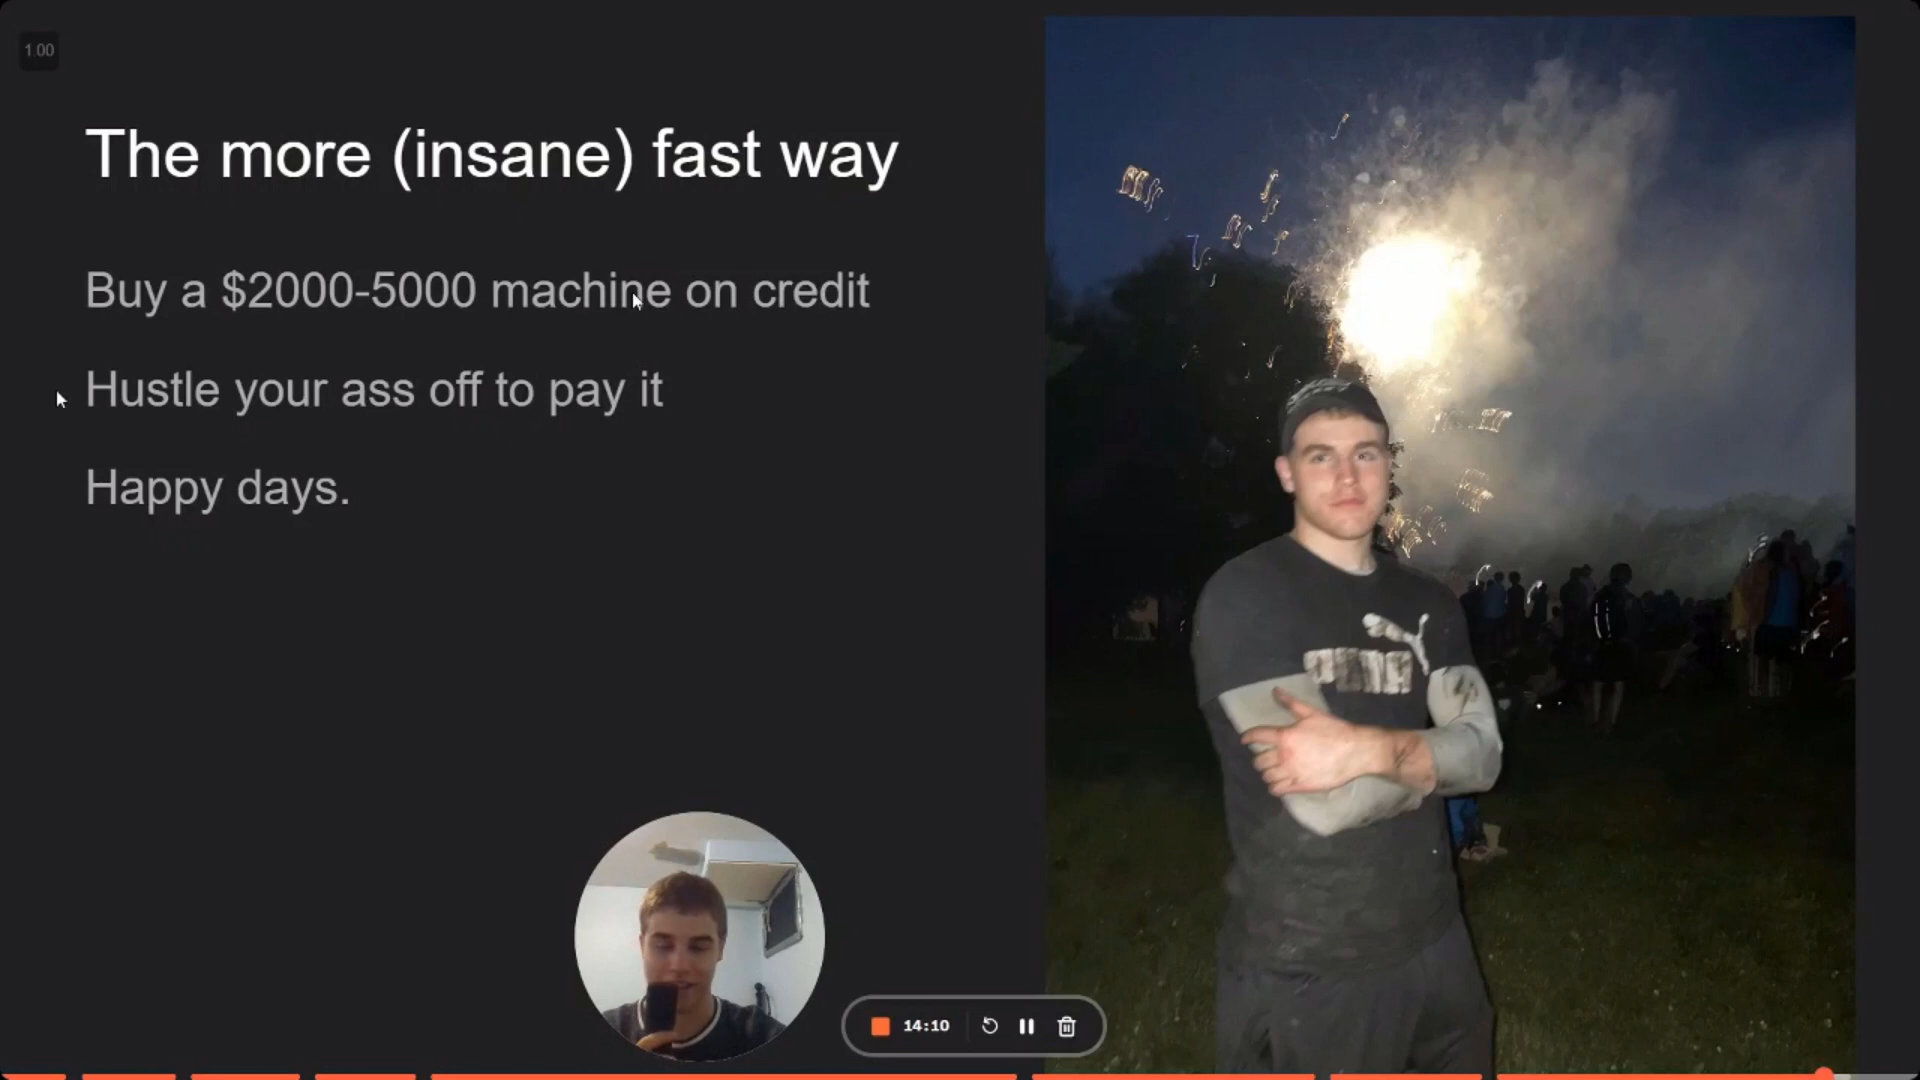 1.00
The more (insane) fast way
Buy a $2000-5000 machine on credit
Hustle your ass off to pay it
Happy days.
14:10